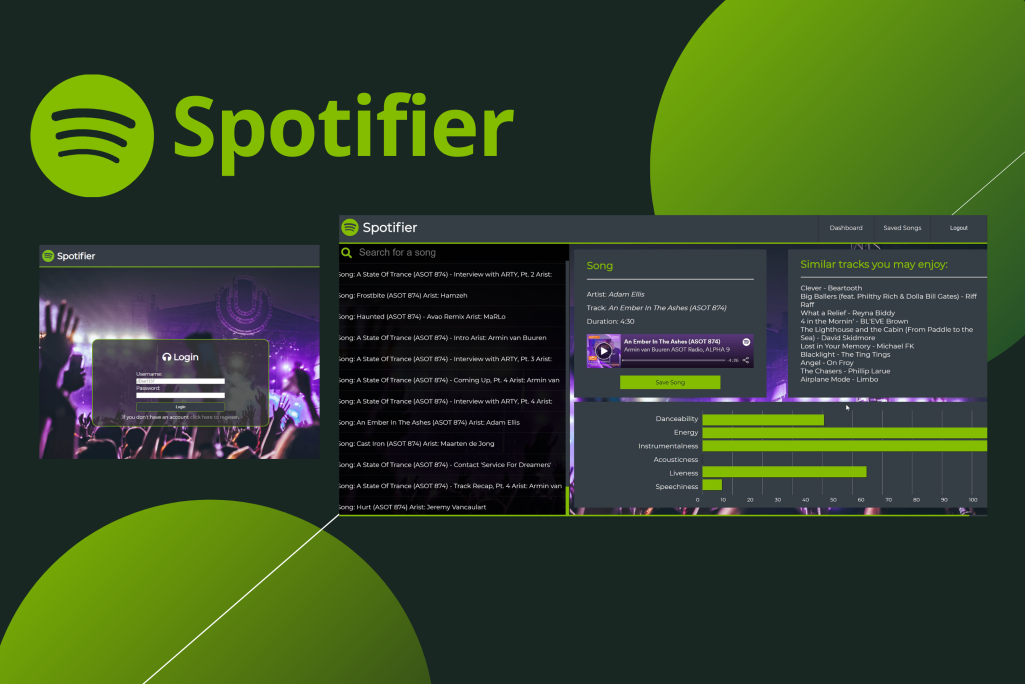 Spotifier
Spotifier
Login
Username:
Password:
Login
If you don't have an account click here to register.
Spotifier
Dashboard
Saved Songs
Logout
Search for a song
Song: A State Of Trance (ASOT 874) - Interview with ARTY, Pt. 2 Arist:
Song: Frostbite (ASOT 874) Arist: Hamzeh
Song: Haunted (ASOT 874) - Avao Remix Arist: MaRLo
Song: A State Of Trance (ASOT 874) - Intro Arist: Armin van Buuren
Song: A State Of Trance (ASOT 874) - Interview with ARTY, Pt. 3 Arist:
Song: A State Of Trance (ASOT 874) - Coming Up, Pt. 4 Arist: Armin van
Song: A State Of Trance (ASOT 874) - Interview with ARTY, Pt. 4 Arist:
Song: An Ember In The Ashes (ASOT 874) Arist: Adam Ellis
Song: Cast Iron (ASOT 874) Arist: Maarten de Jong
Song: A State Of Trance (ASOT 874) - Contact 'Service For Dreamers'
Song: A State Of Trance (ASOT 874) - Track Recap, Pt. 4 Arist: Armin van
Song: Hurt (ASOT 874) Arist: Jeremy Vancaulart
Song
Artist: Adam Ellis
Track: An Ember In The Ashes (ASOT 874)
Duration: 4:30
An Ember In The Ashes (ASOT 874)
Armin van Buuren ASOT Radio, ALPHA 9
Save Song
Similar tracks you may enjoy:
Clever - Beartooth
Big Ballers (feat. Philthy Rich & Dolla Bill Gates) - Riff
Raff
What a Relief - Reyna Biddy
4 in the Mornin' - BL'EVE Brown
The Lighthouse and the Cabin (From Paddle to the
Sea) - David Skidmore
Lost in Your Memory - Michael FK
Blacklight - The Ting Tings
Angel - On Froy
The Chasers - Phillip Larue
Airplane Mode - Limbo
Danceability
Energy
Instrumentalness
Acousticness
Liveness
Speechiness
0 10 20 30 40 50 60 70 80 90 100